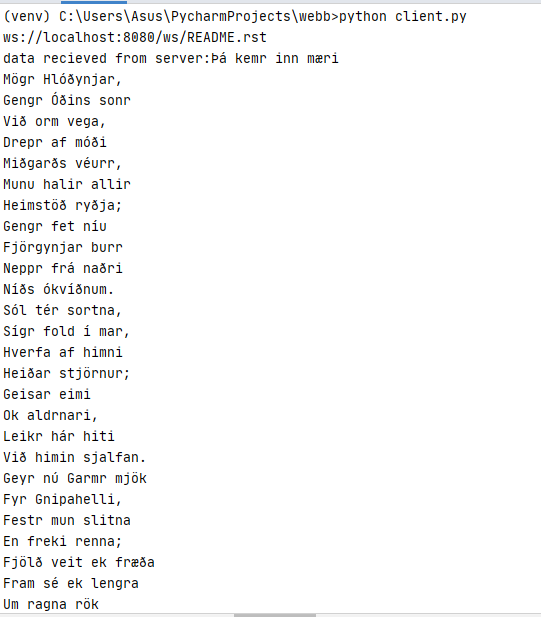 (venv) C:\Users\Asus\PycharmProjects\webb>python client.py
ws://localhost:8080/ws/README.rst
data recieved from server:Þá kemr inn mæri
Mögr Hlóðynjar,
Gengr Óðins sonr
Við orm vega,
Drepr af móði
Miðgarðs véurr,
Munu halir allir
Heimstöð ryðja;
Gengr fet níu
Fjörgynjar burr
Neppr frá naðri
Níðs ókvíðnum.
Sól tér sortna,
Sígr fold í mar,
Hverfa af himni
Heiðar stjörnur;
Geisar eimi
Ok aldrnari,
Leikr hár hiti
Við himin sjalfan.
Geyr nú Garmr mjök
Fyr Gnipahelli,
Festr mun slitna
En freki renna;
Fjölð veit ek fræða
Fram sé ek lengra
Um ragna rök